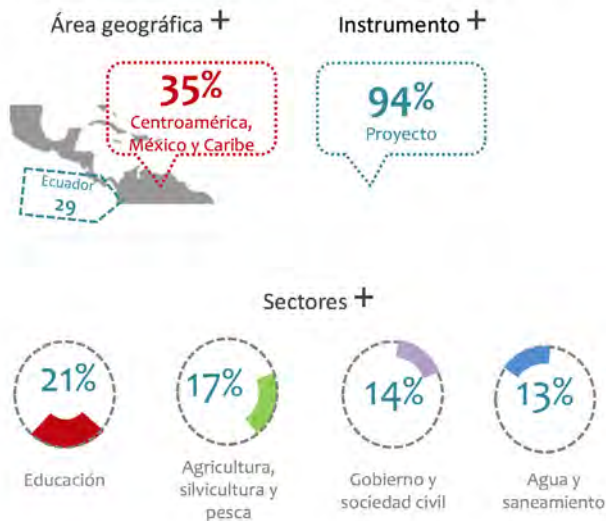 Área geográfica +
Instrumento +
35%
Centroamérica,
México y Caribe
94%
Proyecto
Ecuador
29
Sectores +
21%
17%
14%
13%
Educación
Agricultura,
silvicultura y
pesca
Gobierno y
sociedad civil
Agua y
saneamiento